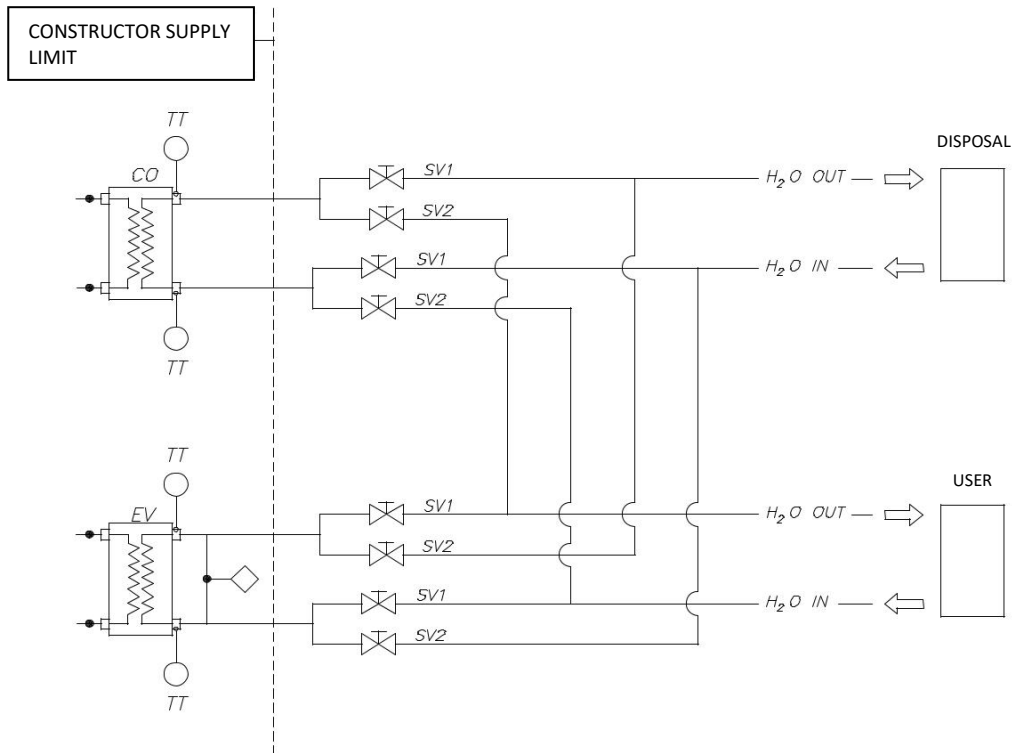 CONSTRUCTOR SUPPLY
LIMIT
TT
CO
TT
SV1
SV2
SV1
SV2
H₂O OUT
H₂O IN
DISPOSAL
TT
EV
TT
SV1
SV2
SV1
SV2
H₂O OUT
H₂O IN
USER